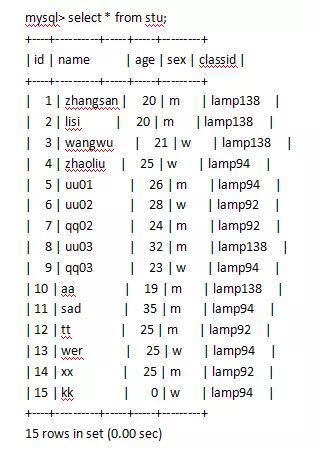 mysql> select * from stu;
+----+----------+-----+-----+---------+
| id | name | age | sex | classid |
+----+----------+-----+-----+---------+
| 1 | zhangsan | 20 | m | lamp138 |
| 2 | lisi | 20 | m | lamp138 |
| 3 | wangwu | 21 | w | lamp138 |
| 4 | zhaoliu | 25 | w | lamp94 |
| 5 | uu01 | 26 | m | lamp94 |
| 6 | uu02 | 28 | w | lamp92 |
| 7 | qq02 | 24 | m | lamp92 |
| 8 | uu03 | 32 | m | lamp138 |
| 9 | qq03 | 23 | w | lamp94 |
| 10 | aa | 19 | m | lamp138 |
| 11 | sad | 35 | m | lamp94 |
| 12 | tt | 25 | m | lamp92 |
| 13 | wer | 25 | w | lamp94 |
| 14 | xx | 25 | m | lamp92 |
| 15 | kk | 0 | w | lamp94 |
+----+----------+-----+-----+---------+
15 rows in set (0.00 sec)